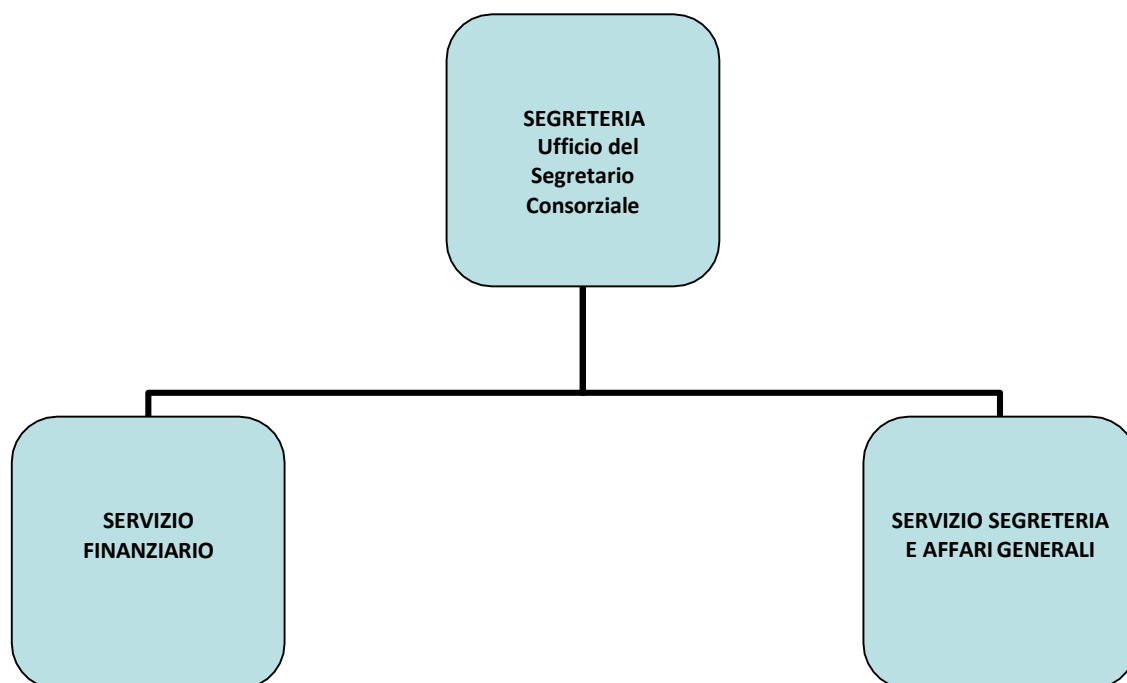 SEGRETERIA
Ufficio del
Segretario
Consorziale
SERVIZIO
FINANZIARIO
SERVIZIO SEGRETERIA
E AFFARI GENERALI